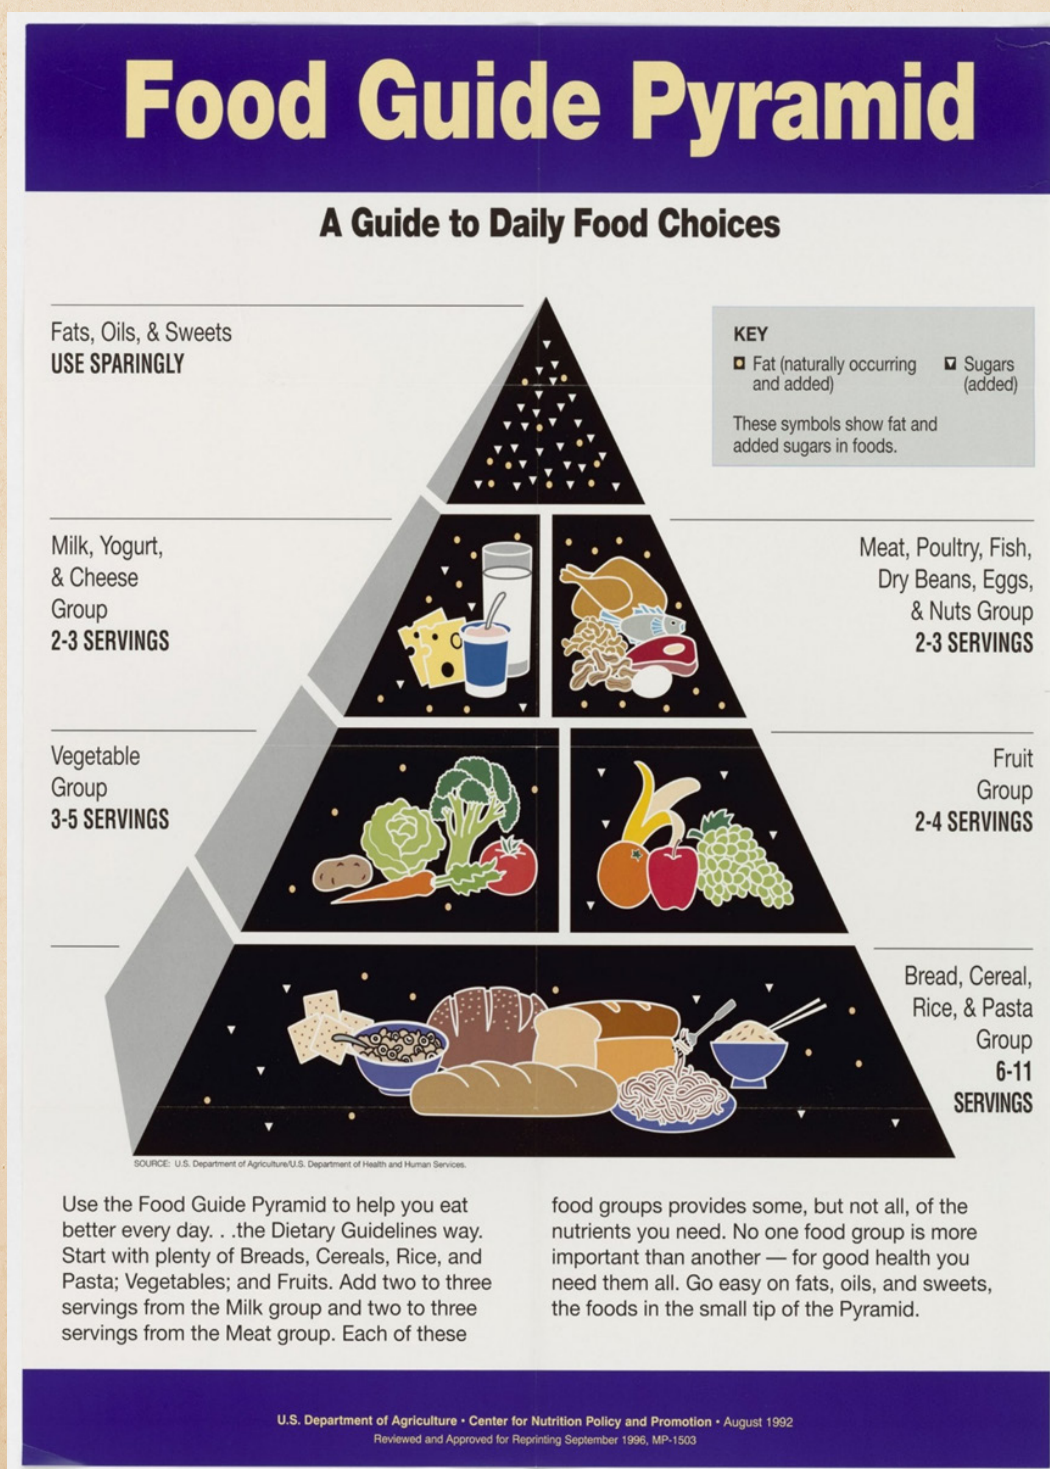 Food Guide Pyramid
A Guide to Daily Food Choices
Fats, Oils, & Sweets
USE SPARINGLY
KEY
Fat (naturally occurring
and added)
Sugars
(added)
These symbols show fat and
added sugars in foods.
Milk, Yogurt,
& Cheese
Group
2-3 SERVINGS
Meat, Poultry, Fish,
Dry Beans, Eggs,
& Nuts Group
2-3 SERVINGS
Vegetable
Group
3-5 SERVINGS
Fruit
Group
2-4 SERVINGS
Bread, Cereal,
Rice, & Pasta
Group
6-11
SERVINGS
SOURCE: U.S. Department of Agriculture/U.S. Department of Health and Human Services.
Use the Food Guide Pyramid to help you eat
better every day. . .the Dietary Guidelines way.
Start with plenty of Breads, Cereals, Rice, and
Pasta; Vegetables; and Fruits. Add two to three
servings from the Milk group and two to three
servings from the Meat group. Each of these
food groups provides some, but not all, of the
nutrients you need. No one food group is more
important than another — for good health you
need them all. Go easy on fats, oils, and sweets,
the foods in the small tip of the Pyramid.
U.S. Department of Agriculture • Center for Nutrition Policy and Promotion • August 1992
Reviewed and Approved for Reprinting September 1996, MP-1503